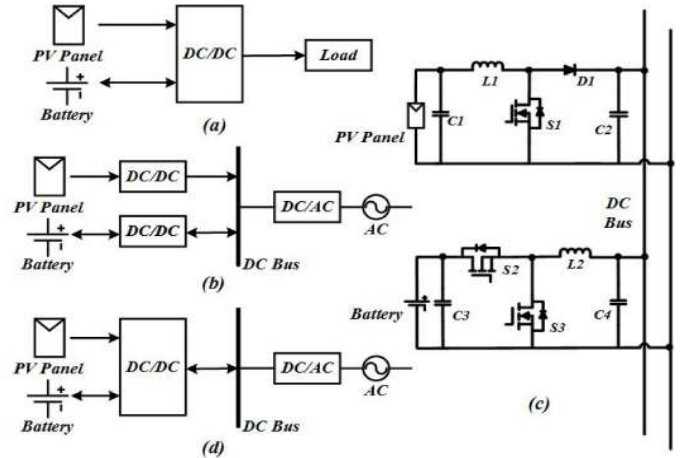 PV Panel
DC/DC
Load
Battery
(a)
PV Panel
DC/DC
Battery
DC/DC
DC/AC
AC
DC Bus
(b)
PV Panel
DC/DC
Battery
DC/AC
AC
DC Bus
(d)
L1
D1
C1
S1
C2
PV Panel
DC
Bus
S2
L2
Battery
C3
S3
C4
(c)